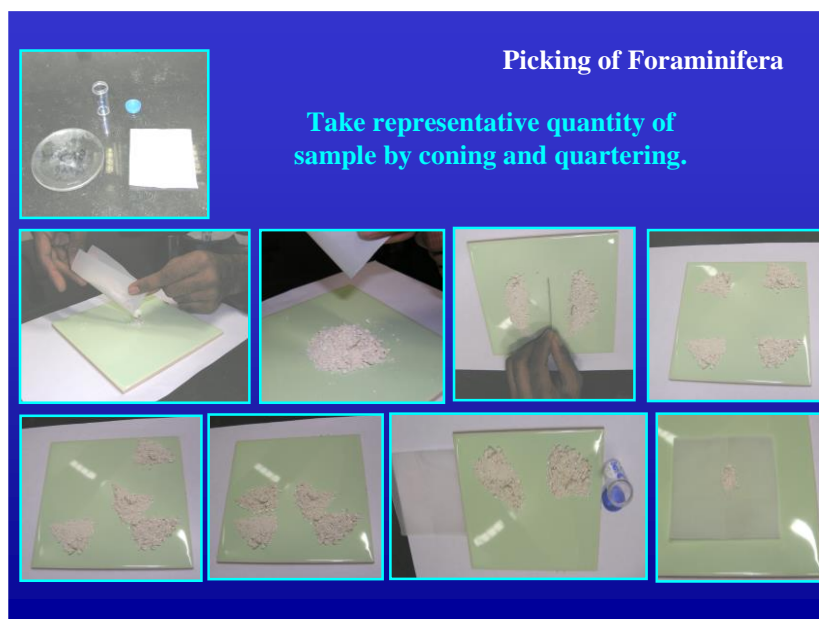 Picking of Foraminifera
Take representative quantity of
sample by coning and quartering.